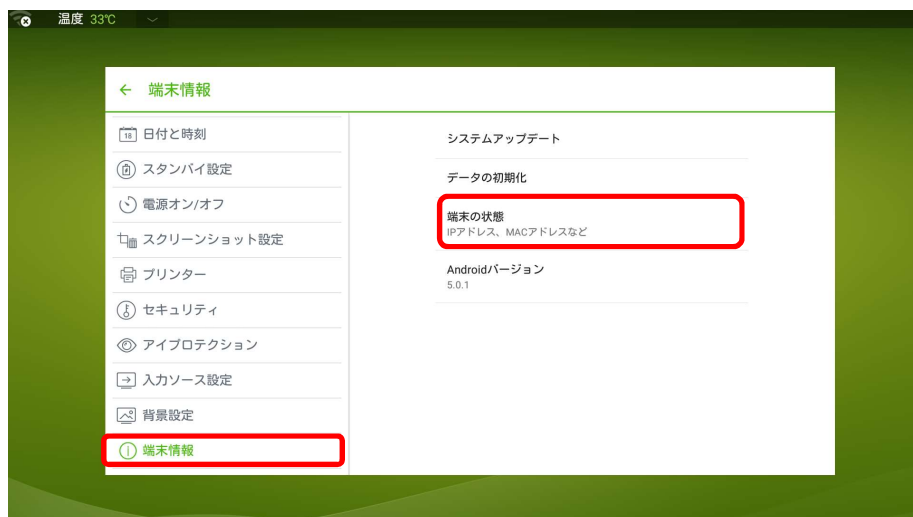 温度 33℃
← 端末情報
18 日付と時刻
スタンバイ設定
電源オン/オフ
スクリーンショット設定
プリンター
セキュリティ
アイプロテクション
入力ソース設定
背景設定
端末情報
システムアップデート
データの初期化
端末の状態
IPアドレス、MACアドレスなど
Androidバージョン
5.0.1